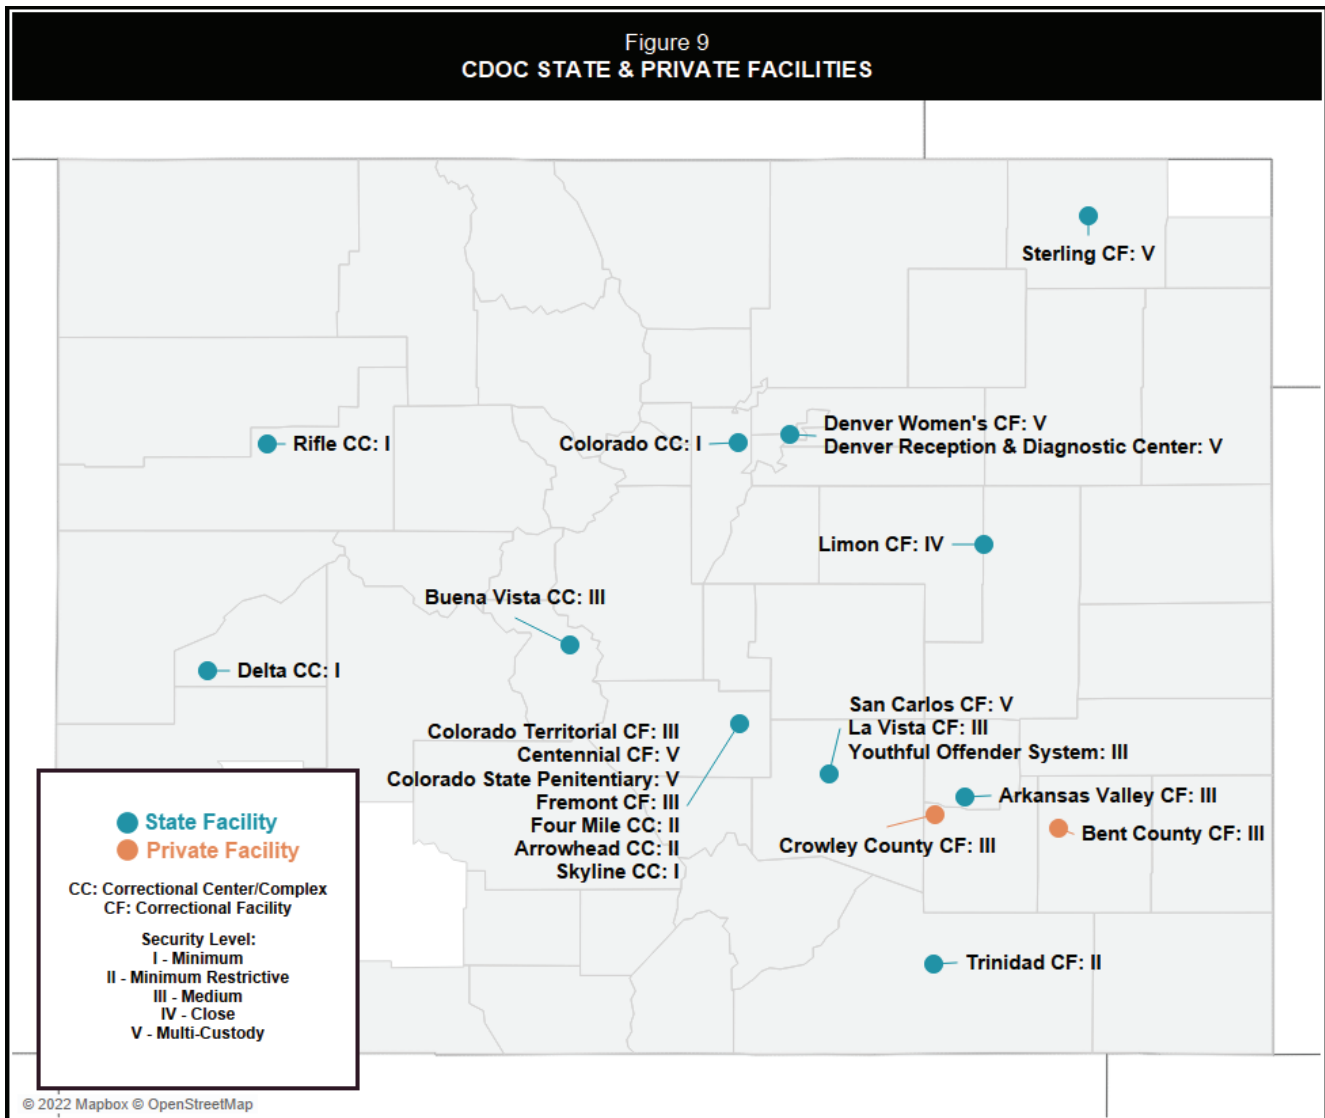 Figure 9
CDOC STATE & PRIVATE FACILITIES
Sterling CF: V
Denver Women's CF: V
Denver Reception & Diagnostic Center: V
Rifle CC: I
Colorado CC: I
Limon CF: IV
Buena Vista CC: III
Delta CC: I
San Carlos CF: V
La Vista CF: III
Youthful Offender System: III
Colorado Territorial CF: III
Centennial CF: V
Colorado State Penitentiary: V
Fremont CF: III
Four Mile CC: II
Arrowhead CC: II
Skyline CC: I
Arkansas Valley CF: III
Crowley County CF: III
Bent County CF: III
Trinidad CF: II
State Facility
Private Facility
CC: Correctional Center/Complex
CF: Correctional Facility
Security Level:
I - Minimum
II - Minimum Restrictive
III - Medium
IV - Close
V - Multi-Custody
© 2022 Mapbox © OpenStreetMap